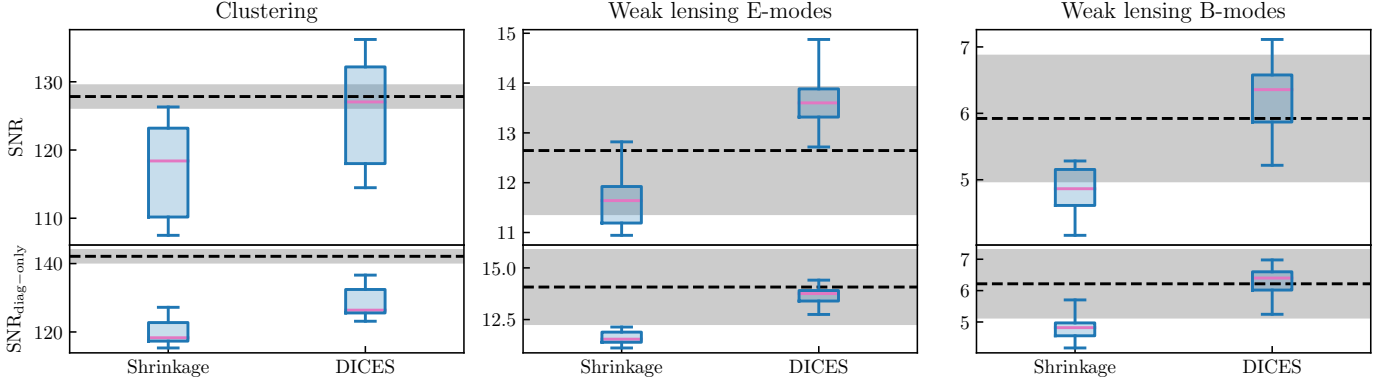 Clustering
Weak lensing E-modes
Weak lensing B-modes
SNR
130
120
110
15
14
13
12
11
7
6
5
SNR_diag−only
140
120
15.0
12.5
7
6
5
Shrinkage
DICES
Shrinkage
DICES
Shrinkage
DICES